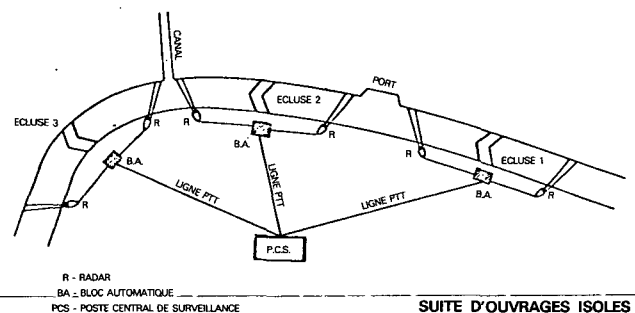 CANAL
PORT
ECLUSE 3
ECLUSE 2
ECLUSE 1
R
R
R
R
R
R
B.A.
B.A.
B.A.
LIGNE PTT
LIGNE PTT
LIGNE PTT
P.C.S.
R - RADAR
BA - BLOC AUTOMATIQUE
PCS - POSTE CENTRAL DE SURVEILLANCE
SUITE D'OUVRAGES ISOLES